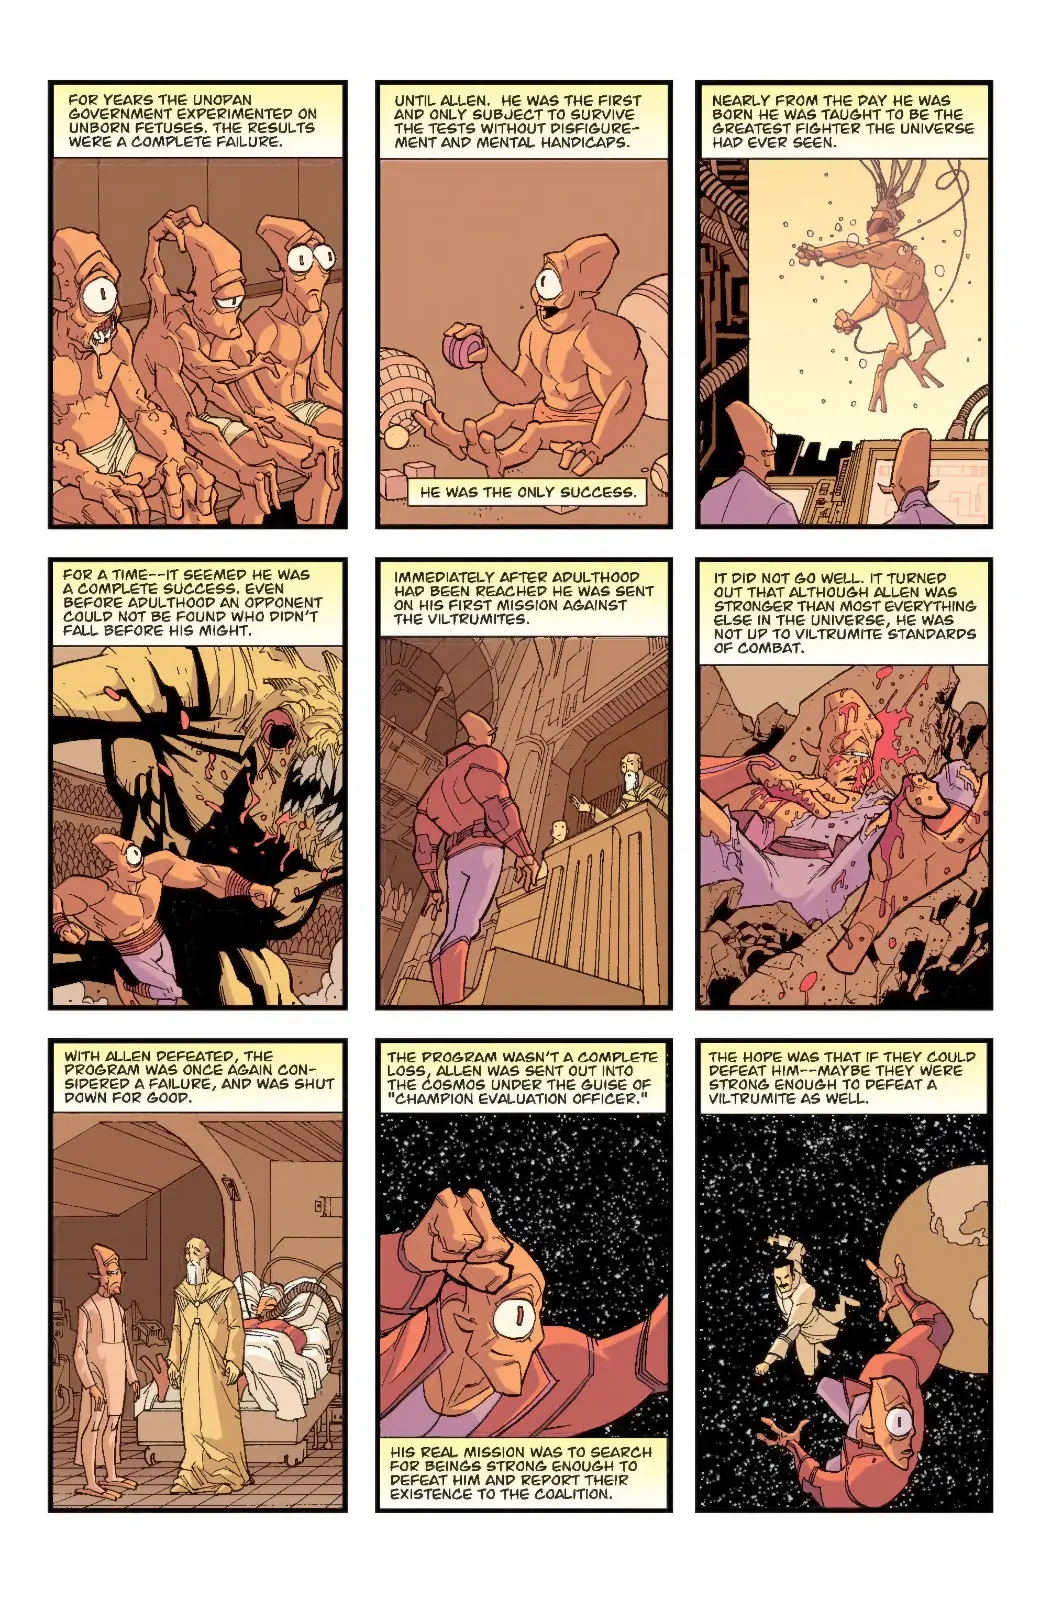 FOR YEARS THE UNOPAN
GOVERNMENT EXPERIMENTED ON
UNBORN FETUSES. THE RESULTS
WERE A COMPLETE FAILURE.
UNTIL ALLEN. HE WAS THE FIRST
AND ONLY SUBJECT TO SURVIVE
THE TESTS WITHOUT DISFIGURE-
MENT AND MENTAL HANDICAPS.
HE WAS THE ONLY SUCCESS.
NEARLY FROM THE DAY HE WAS
BORN HE WAS TAUGHT TO BE THE
GREATEST FIGHTER THE UNIVERSE
HAD EVER SEEN.
FOR A TIME--IT SEEMED HE WAS
A COMPLETE SUCCESS. EVEN
BEFORE ADULTHOOD AN OPPONENT
COULD NOT BE FOUND WHO DIDN'T
FALL BEFORE HIS MIGHT.
IMMEDIATELY AFTER ADULTHOOD
HAD BEEN REACHED HE WAS SENT
ON HIS FIRST MISSION AGAINST
THE VILTRUMITES.
IT DID NOT GO WELL. IT TURNED
OUT THAT ALTHOUGH ALLEN WAS
STRONGER THAN MOST EVERYTHING
ELSE IN THE UNIVERSE, HE WAS
NOT UP TO VILTRUMITE STANDARDS
OF COMBAT.
WITH ALLEN DEFEATED, THE
PROGRAM WAS ONCE AGAIN CON-
SIDERED A FAILURE, AND WAS SHUT
DOWN FOR GOOD.
THE PROGRAM WASN'T A COMPLETE
LOSS, ALLEN WAS SENT OUT INTO
THE COSMOS UNDER THE GUISE OF
"CHAMPION EVALUATION OFFICER."
HIS REAL MISSION WAS TO SEARCH
FOR BEINGS STRONG ENOUGH TO
DEFEAT HIM AND REPORT THEIR
EXISTENCE TO THE COALITION.
THE HOPE WAS THAT IF THEY COULD
DEFEAT HIM--MAYBE THEY WERE
STRONG ENOUGH TO DEFEAT A
VILTRUMITE AS WELL.